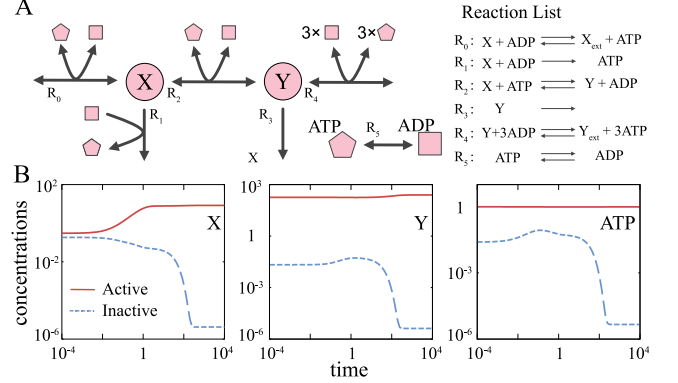 A
Reaction List
R0: X + ADP Xext + ATP
R1: X + ADP ATP
R2: X + ATP Y + ADP
R3: Y
R4: Y+3ADP Yext + 3ATP
R5: ATP ADP
3× 3×
X Y
R0 R2 R4
R1 R3
ATP R5 ADP
X
B
concentrations
10^2
10^-2
10^-6
X
Active
Inactive
10^-4 1 10^4
10^3
1
10^-3
10^-6
Y
10^-4 1 10^4
1
10^-3
10^-6
ATP
10^-4 1 10^4
time